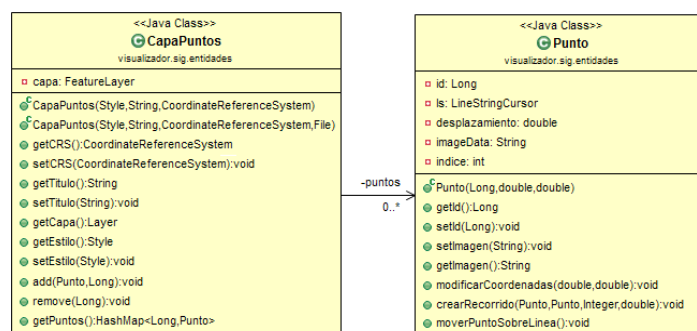 <<Java Class>>
CapaPuntos
visualizador.sig.entidades
capa: FeatureLayer
CapaPuntos(Style,String,CoordinateReferenceSystem)
CapaPuntos(Style,String,CoordinateReferenceSystem,File)
getCRS():CoordinateReferenceSystem
setCRS(CoordinateReferenceSystem):void
getTitulo():String
setTitulo(String):void
getCapa():Layer
getEstilo():Style
setEstilo(Style):void
add(Punto,Long):void
remove(Long):void
getPuntos():HashMap<Long,Punto>
-puntos
0..*
<<Java Class>>
Punto
visualizador.sig.entidades
id: Long
ls: LineStringCursor
desplazamiento: double
imageData: String
indice: int
Punto(Long,double,double)
getId():Long
setId(Long):void
setImagen(String):void
getImagen():String
modificarCoordenadas(double,double):void
crearRecorrido(Punto,Punto,Integer,double):void
moverPuntoSobreLinea():void